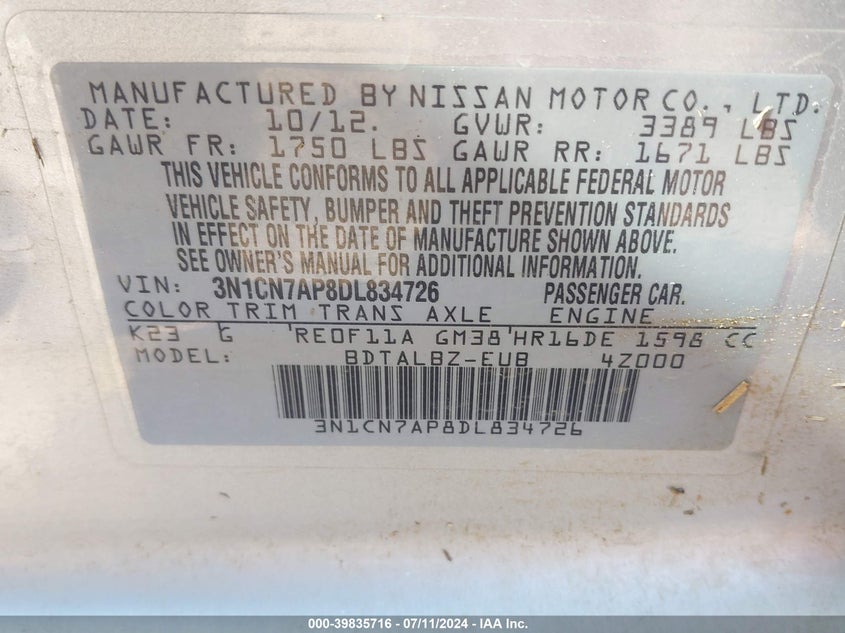 MANUFACTURED BY NISSAN MOTOR CO., LTD.
DATE: 10/12. GVWR: 3389 LBS
GAWR FR: 1750 LBS GAWR RR: 1671 LBS
THIS VEHICLE CONFORMS TO ALL APPLICABLE FEDERAL MOTOR
VEHICLE SAFETY, BUMPER AND THEFT PREVENTION STANDARDS
IN EFFECT ON THE DATE OF MANUFACTURE SHOWN ABOVE.
SEE OWNER'S MANUAL FOR ADDITIONAL INFORMATION.
VIN: 3N1CN7AP8DL834726 PASSENGER CAR.
COLOR TRIM TRANS AXLE ENGINE
K23 G RE0F11A GM38 HR16DE 1598 CC
MODEL: BDTALBZ-EUB 4Z000
3N1CN7AP8DL834726
000-39835716 - 07/11/2024 - IAA Inc.